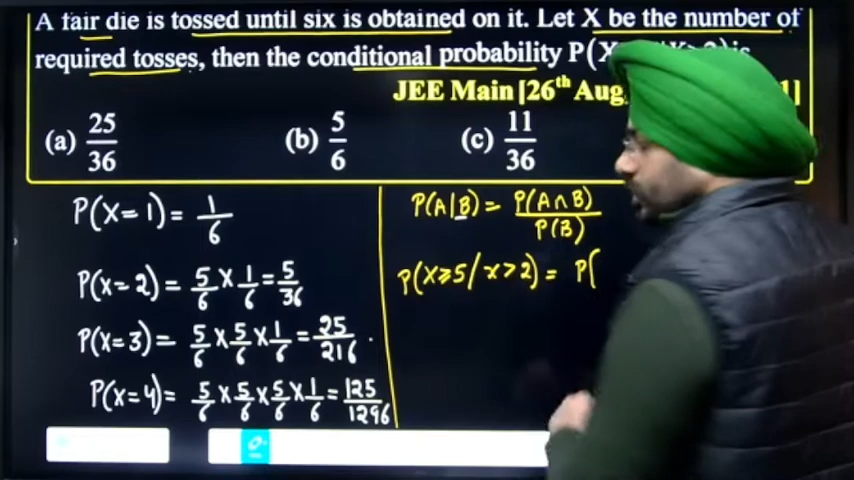 A fair die is tossed until six is obtained on it. Let X be the number of
required tosses, then the conditional probability P(X
JEE Main [26th Aug,
(a) 25/36 (b) 5/6 (c) 11/36
P(X=1) = 1/6
P(x=2) = 5/6 × 1/6 = 5/36
P(x=3) = 5/6 × 5/6 × 1/6 = 25/216
P(x=4) = 5/6 × 5/6 × 5/6 × 1/6 = 125/1296
P(A|B) = P(A∩B)/P(B)
P(X≥5/x>2) = P(